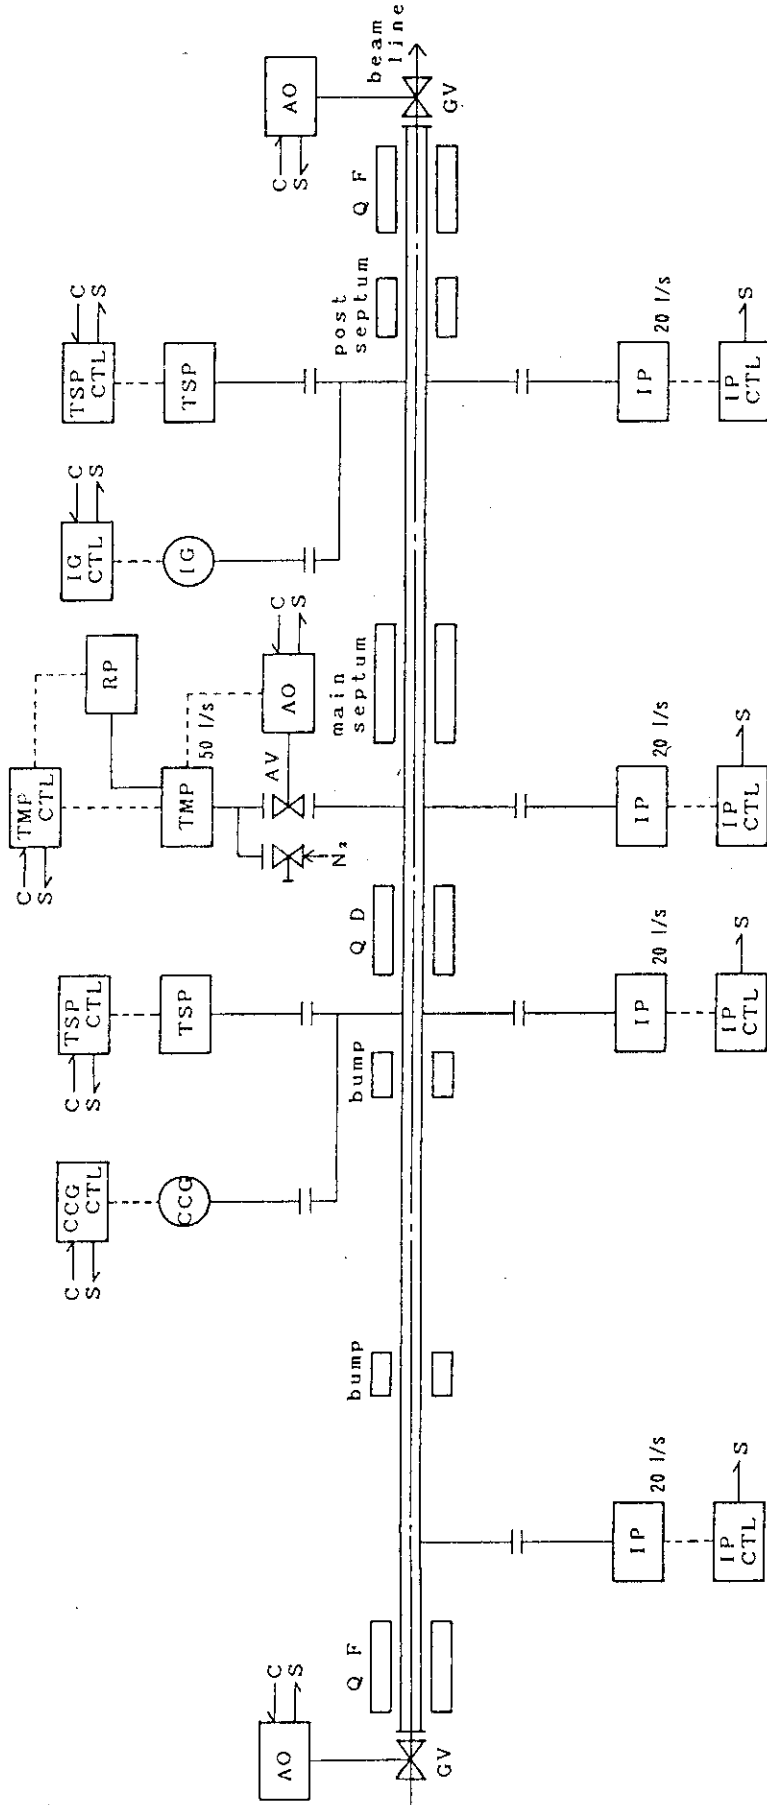 C
S
CCG
CTL
C
S
TSP
CTL
C
S
TMP
CTL
RP
IG
CTL
C
S
TSP
CTL
C
S
CCG
TSP
TMP
50 l/s
IG
TSP
AO
C
S
N₂
AV
AO
C
S
C
S
AO
Q F
bump
bump
Q D
main
septum
post
septum
Q F
beam
line
GV
GV
IP
20 l/s
IP
20 l/s
IP
20 l/s
IP
20 l/s
IP
CTL
S
IP
CTL
S
IP
CTL
S
IP
CTL
S